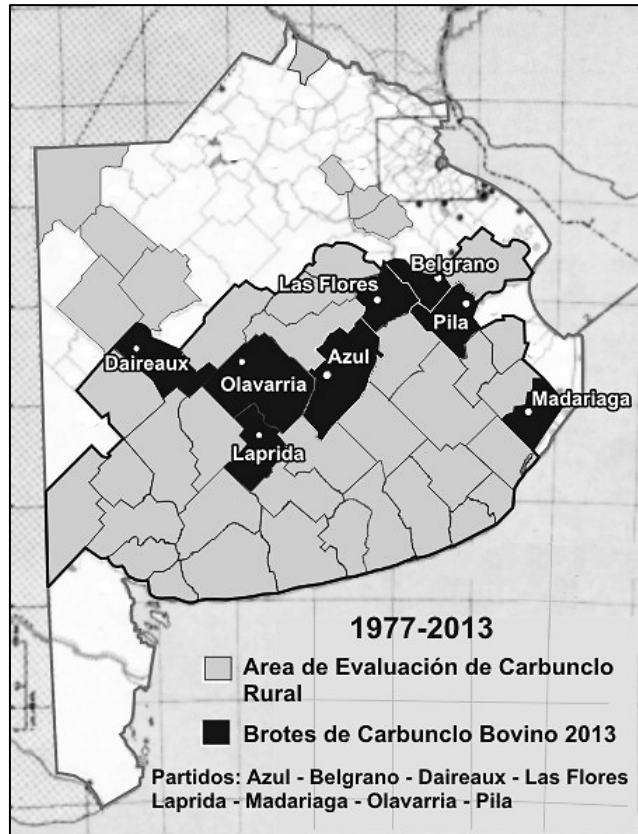 Belgrano
Las Flores
Pila
Azul
Daireaux
Olavarria
Madariaga
Laprida
1977-2013
Area de Evaluación de Carbunclo
Rural
Brotes de Carbunclo Bovino 2013
Partidos: Azul - Belgrano - Daireaux - Las Flores
Laprida - Madariaga - Olavarria - Pila